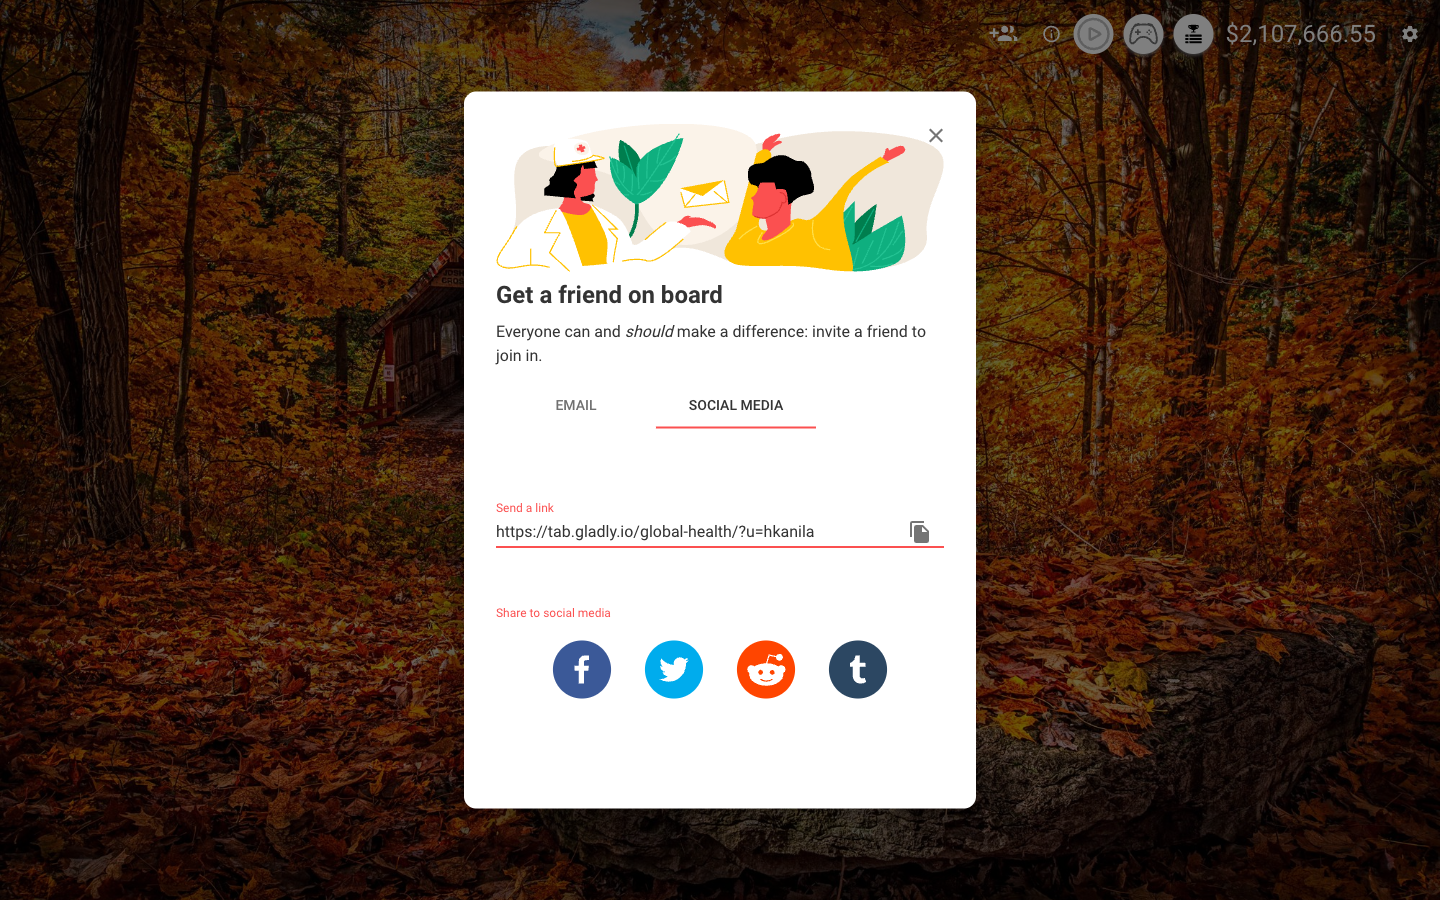 $2,107,666.55
Get a friend on board
Everyone can and should make a difference: invite a friend to
join in.
EMAIL
SOCIAL MEDIA
Send a link
https://tab.gladly.io/global-health/?u=hkanila
Share to social media